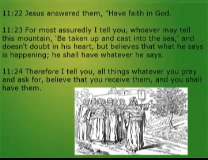 11:22 Jesus answered them, "Have faith in God.
11:23 For most assuredly I tell you, whoever may tell
this mountain, 'Be taken up and cast into the sea,' and
doesn't doubt in his heart, but believes that what he says
is happening; he shall have whatever he says.
11:24 Therefore I tell you, all things whatever you pray
and ask for, believe that you receive them, and you shall
have them.